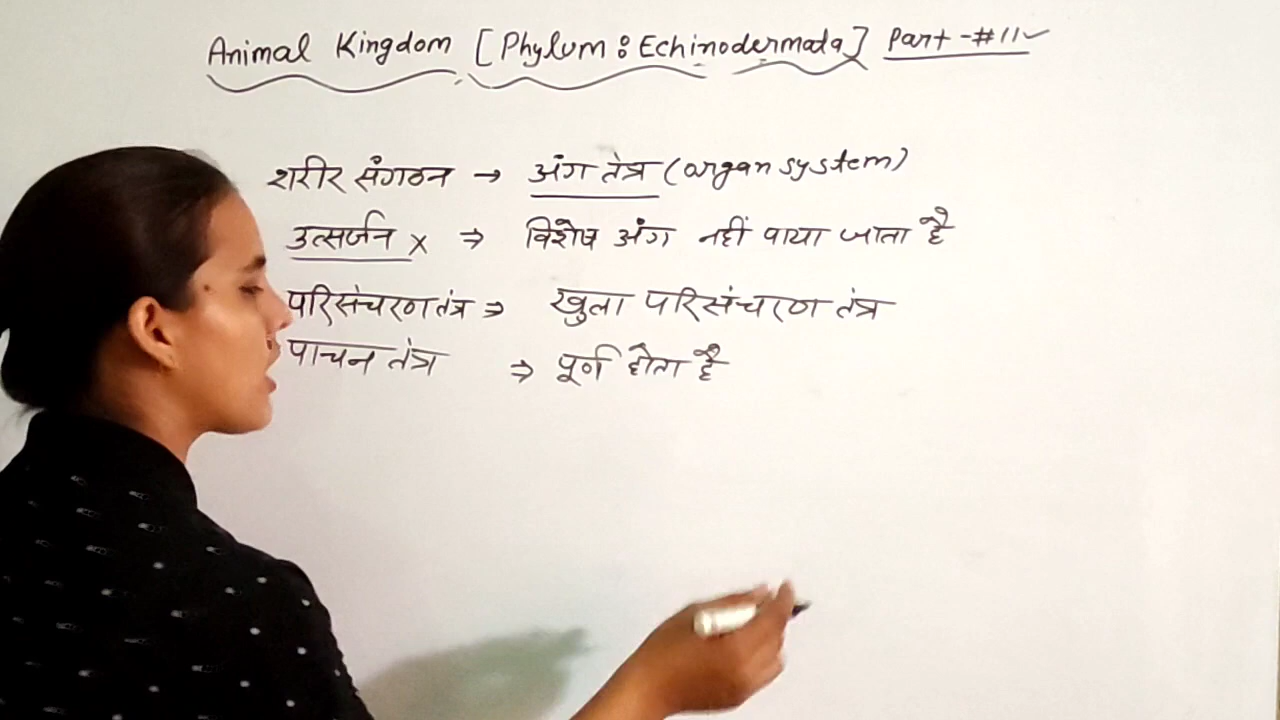 Animal Kingdom [Phylum : Echinodermata] Part -#11
शरीर संगठन → अंग तंत्र (organ system)
उत्सर्जन x ⇒ विशेष अंग नहीं पाया जाता है
परिसंचरण तंत्र ⇒ खुला परिसंचरण तंत्र
पाचन तंत्र ⇒ पूर्ण होता है